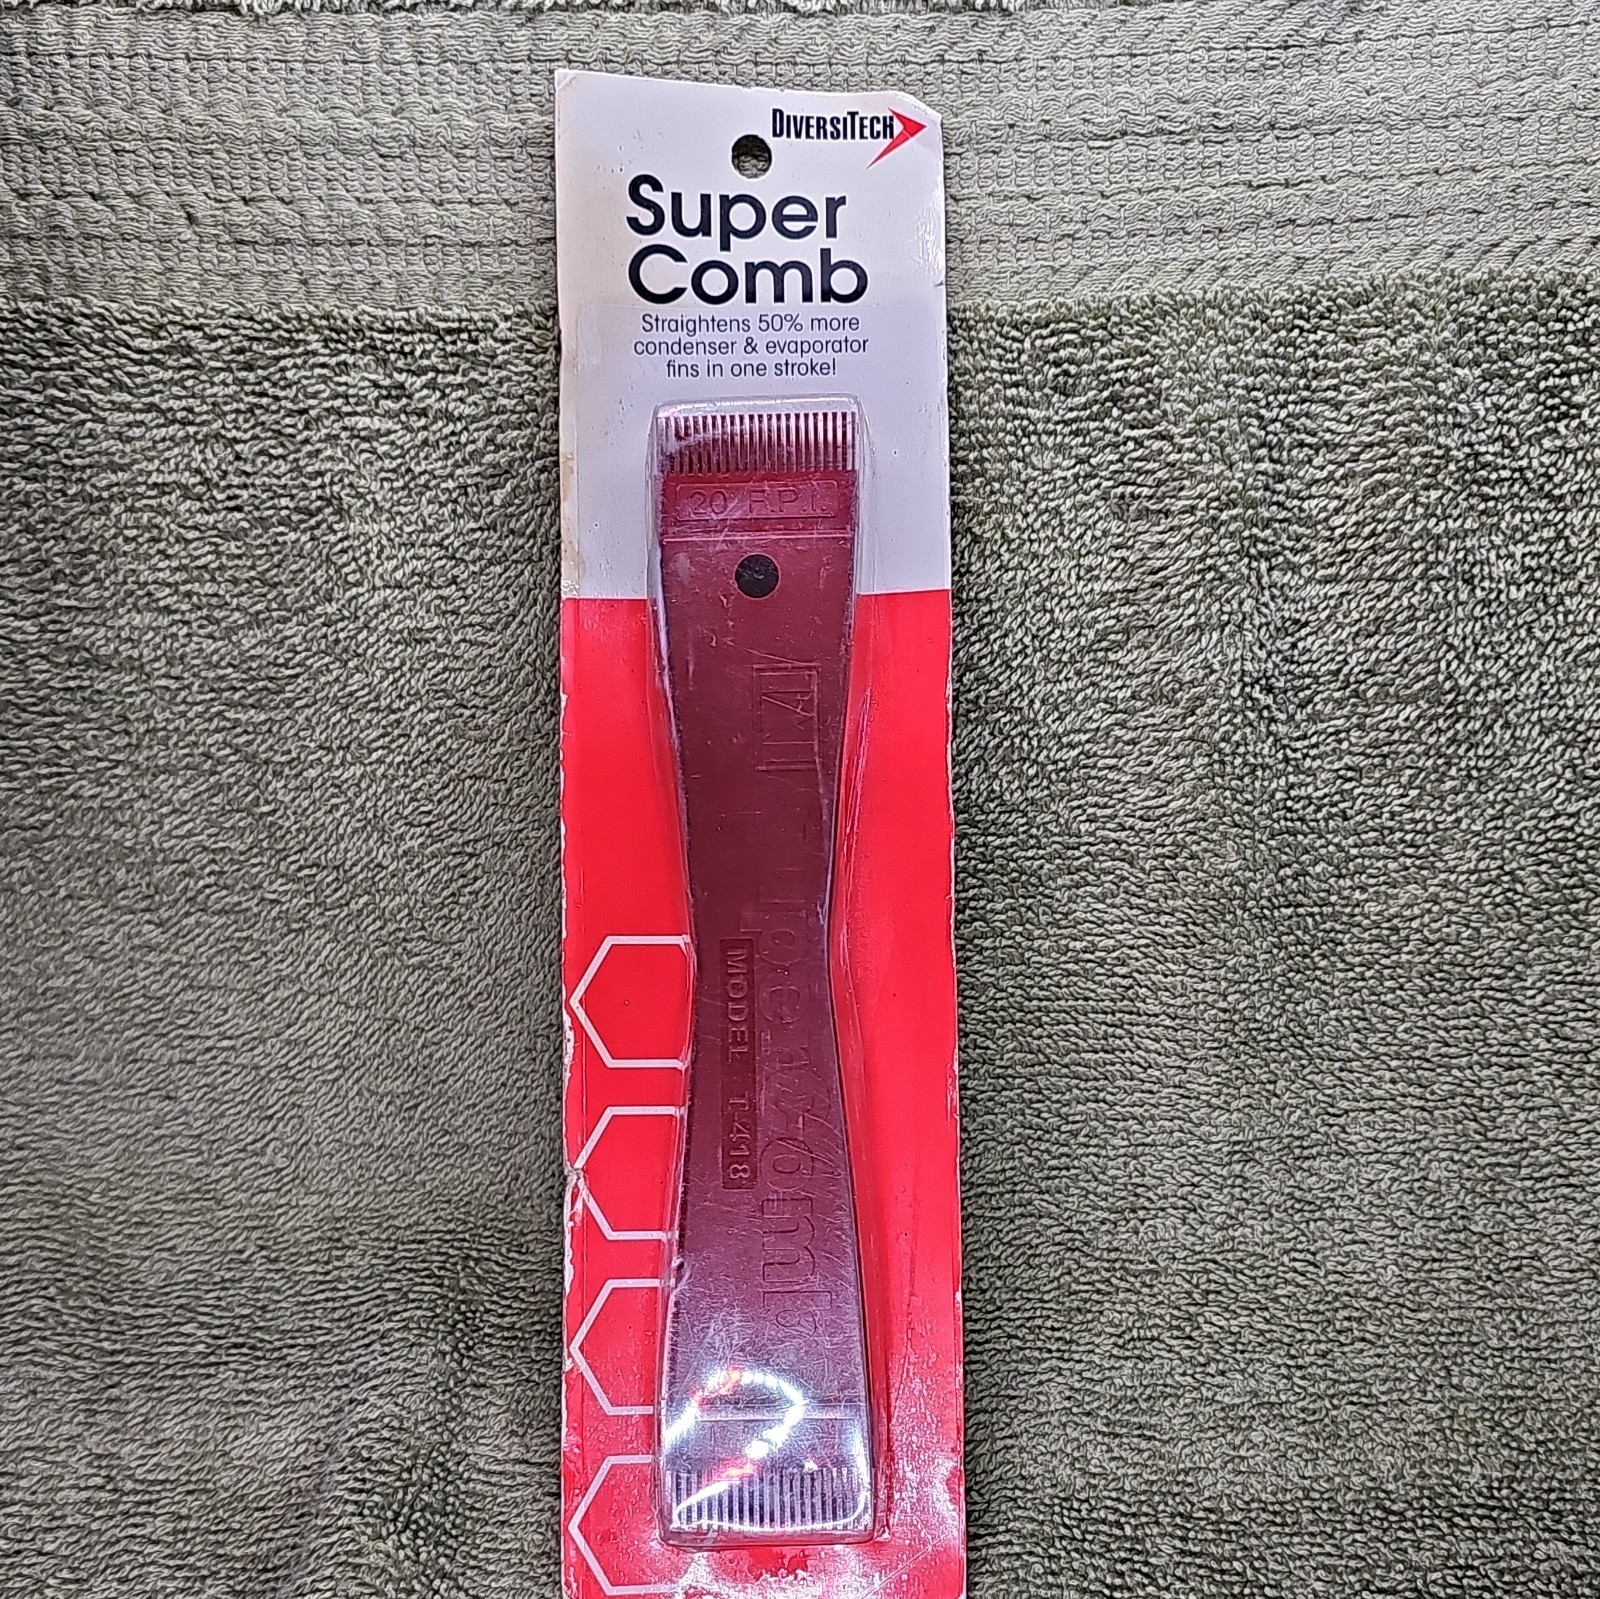 DIVERSITECH
Super
Comb
Straightens 50% more
condenser & evaporator
fins in one stroke!
20 F.P.I.
MODEL T-418